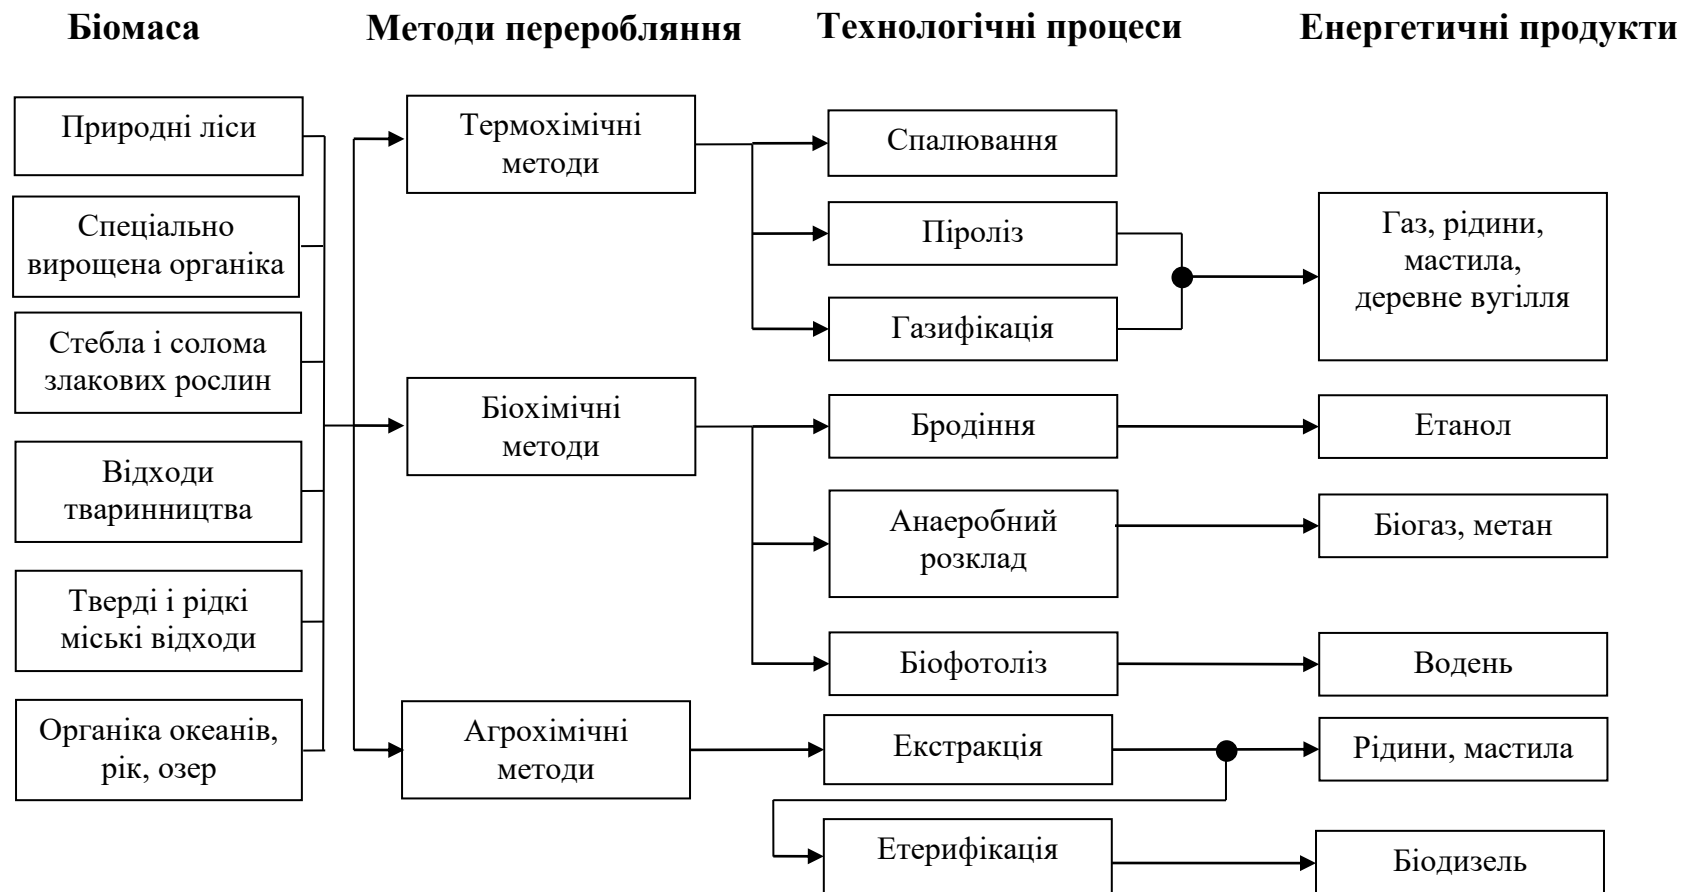 Біомаса
Методи переробляння
Технологічні процеси
Енергетичні продукти
Природні ліси
Спеціально
вирощена органіка
Стебла і солома
злакових рослин
Відходи
тваринництва
Тверді і рідкі
міські відходи
Органіка океанів,
рік, озер
Термохімічні
методи
Біохімічні
методи
Агрохімічні
методи
Спалювання
Піроліз
Газифікація
Бродіння
Анаеробний
розклад
Біофотоліз
Екстракція
Етерифікація
Газ, рідини,
мастила,
деревне вугілля
Етанол
Біогаз, метан
Водень
Рідини, мастила
Біодизель